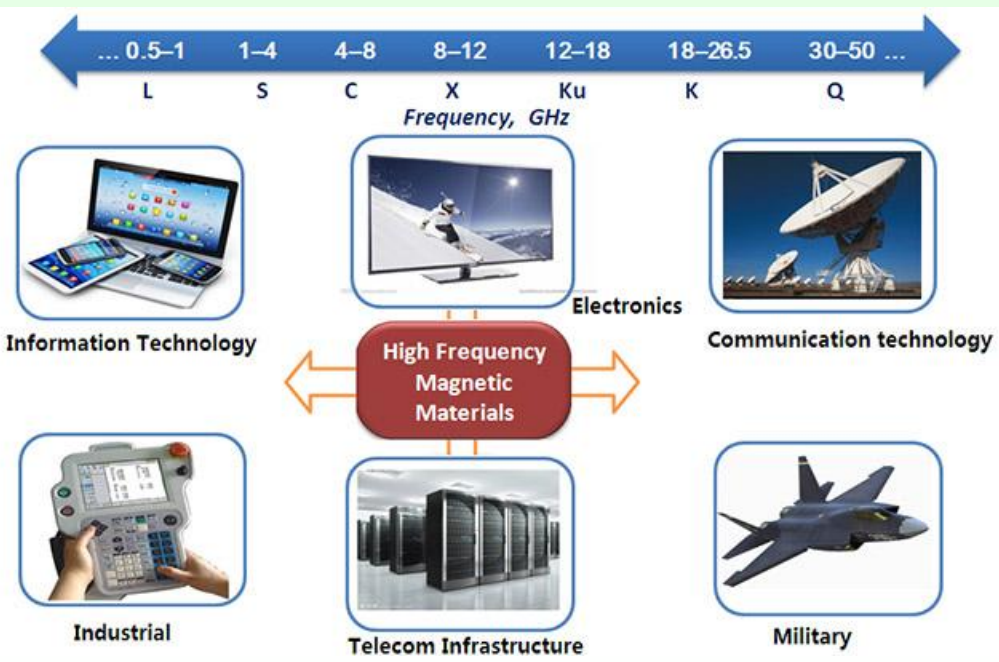 ... 0.5–1 1–4 4–8 8–12 12–18 18–26.5 30–50 ...
L S C X Ku K Q
Frequency, GHz
Electronics
Information Technology
Communication technology
High Frequency
Magnetic
Materials
Industrial
Telecom Infrastructure
Military